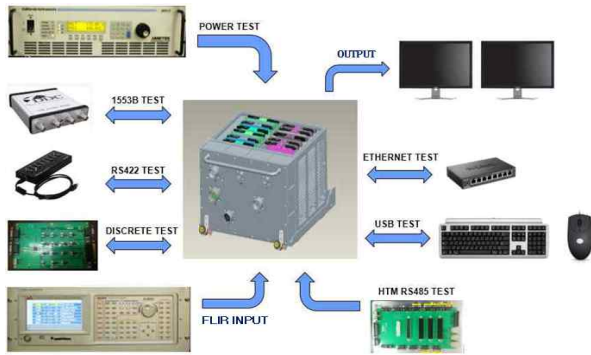 POWER TEST
OUTPUT
1553B TEST
ETHERNET TEST
RS422 TEST
USB TEST
DISCRETE TEST
HTM RS485 TEST
FLIR INPUT